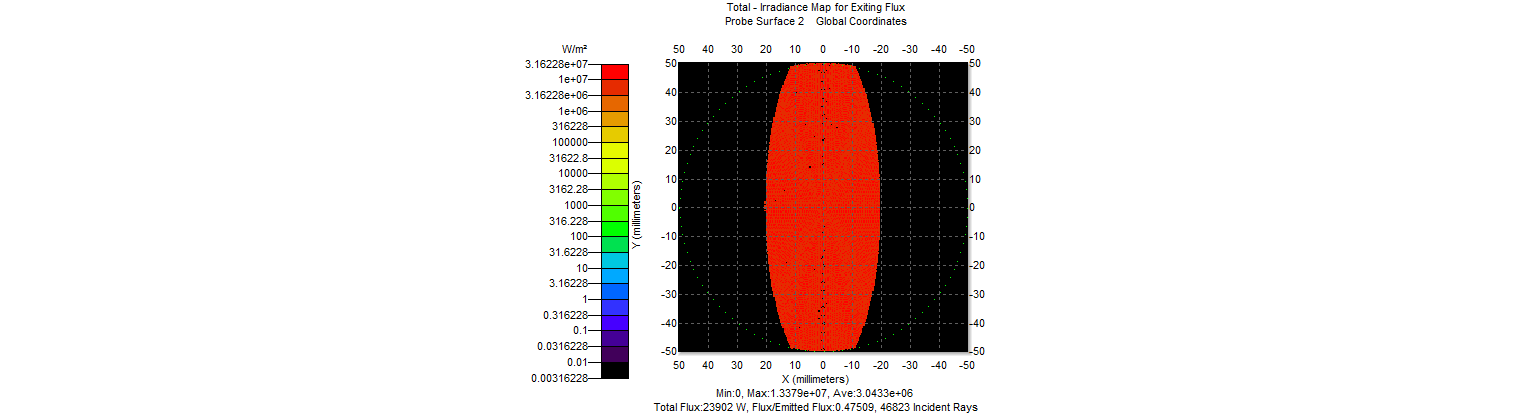 Total - Irradiance Map for Exiting Flux
Probe Surface 2 Global Coordinates
W/m²
3.16228e+07
1e+07
3.16228e+06
1e+06
316228
100000
31622.8
10000
3162.28
1000
316.228
100
31.6228
10
3.16228
1
0.316228
0.1
0.0316228
0.01
0.00316228
50 40 30 20 10 0 -10 -20 -30 -40 -50
Y (millimeters)
50 50
40 40
30 30
20 20
10 10
0 0
-10 -10
-20 -20
-30 -30
-40 -40
-50 -50
50 40 30 20 10 0 -10 -20 -30 -40 -50
X (millimeters)
Min:0, Max:1.3379e+07, Ave:3.0433e+06
Total Flux:23902 W, Flux/Emitted Flux:0.47509, 46823 Incident Rays